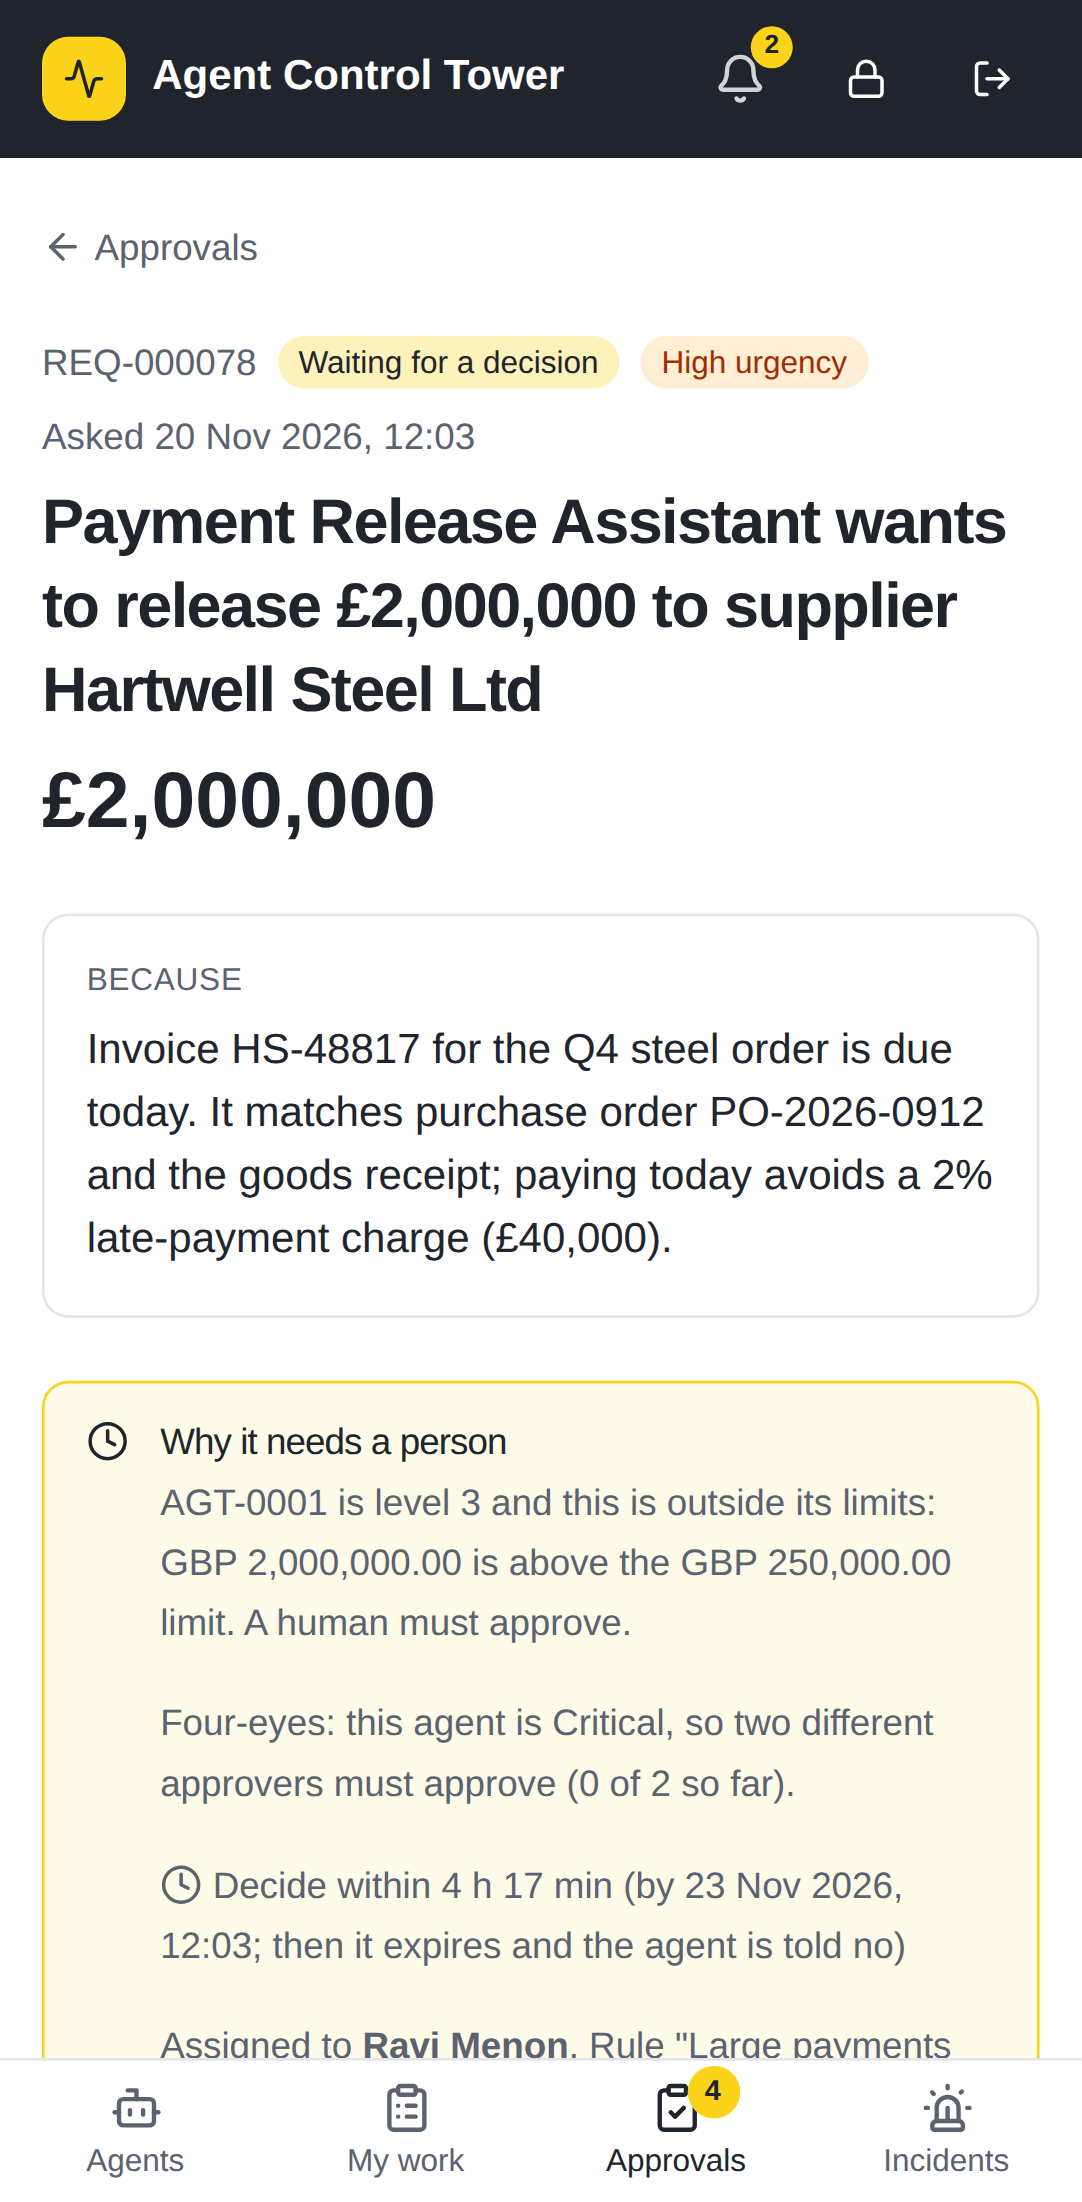 Agent Control Tower
2
Approvals
REQ-000078
Waiting for a decision
High urgency
Asked 20 Nov 2026, 12:03
Payment Release Assistant wants
to release £2,000,000 to supplier
Hartwell Steel Ltd
£2,000,000
BECAUSE
Invoice HS-48817 for the Q4 steel order is due
today. It matches purchase order PO-2026-0912
and the goods receipt; paying today avoids a 2%
late-payment charge (£40,000).
Why it needs a person
AGT-0001 is level 3 and this is outside its limits:
GBP 2,000,000.00 is above the GBP 250,000.00
limit. A human must approve.
Four-eyes: this agent is Critical, so two different
approvers must approve (0 of 2 so far).
Decide within 4 h 17 min (by 23 Nov 2026,
12:03; then it expires and the agent is told no)
Assigned to Ravi Menon. Rule "Large payments
4
Agents
My work
Approvals
Incidents